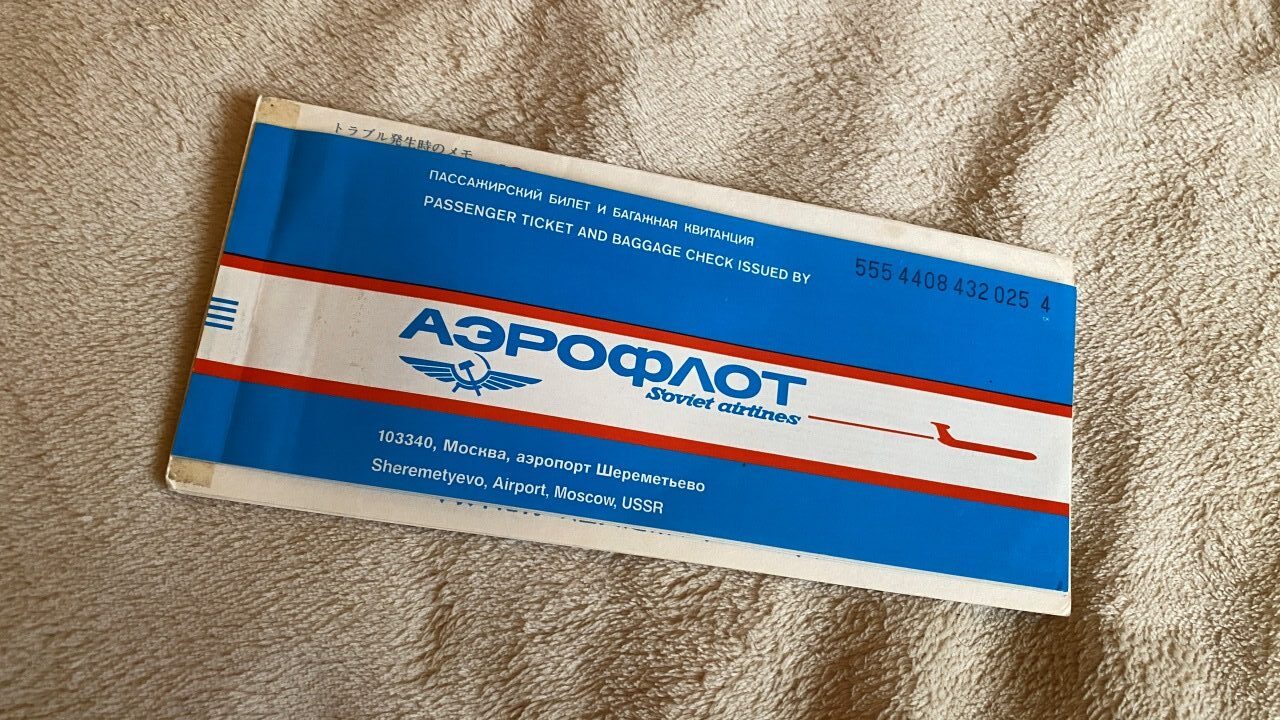 トラブル発生時のメモ
ПАССАЖИРСКИЙ БИЛЕТ И БАГАЖНАЯ КВИТАНЦИЯ
PASSENGER TICKET AND BAGGAGE CHECK ISSUED BY
555 4408 432 025 4
АЭРОФЛОТ
Soviet airlines
103340, Москва, аэропорт Шереметьево
Sheremetyevo, Airport, Moscow, USSR